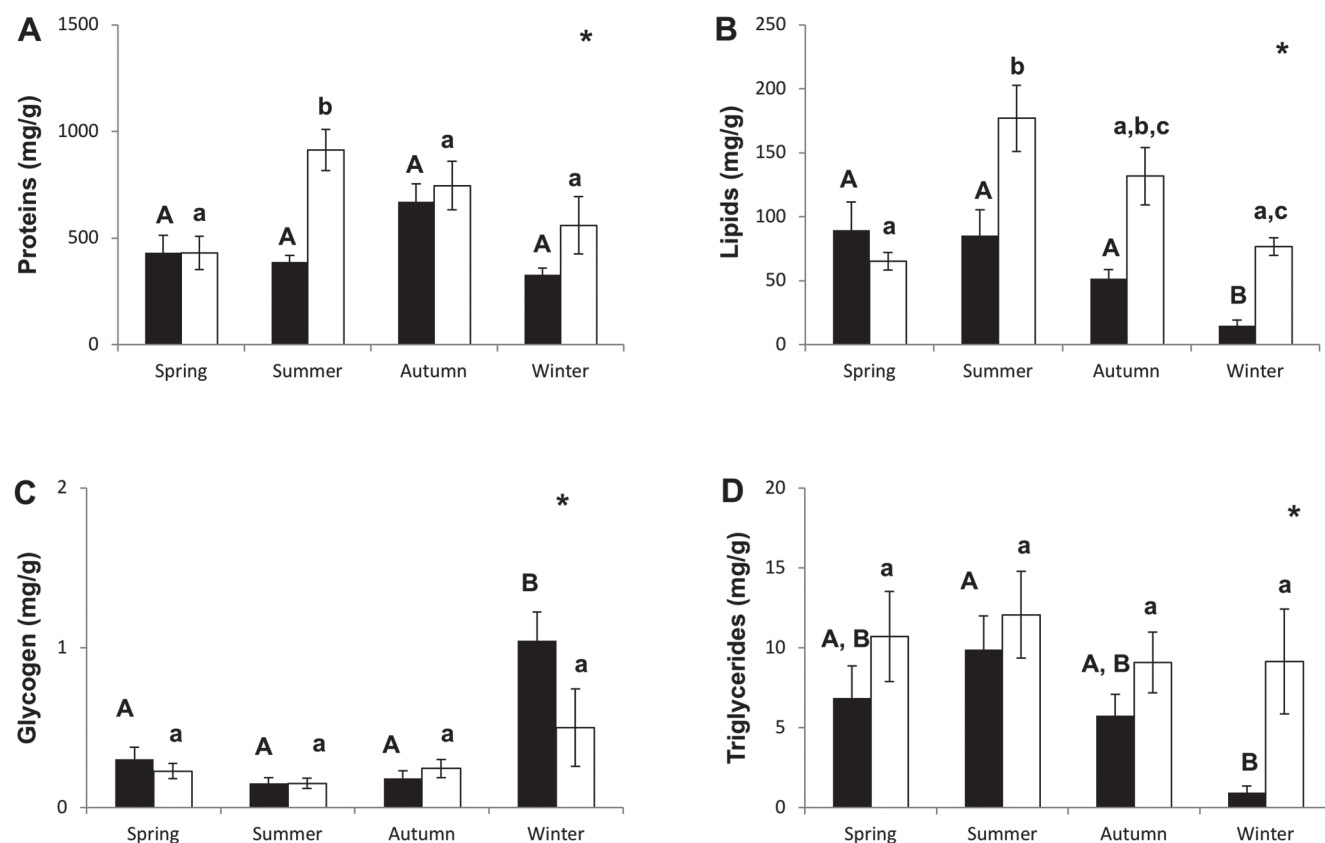 A
Proteins (mg/g)
1500
1000
500
0
*
A a
A b
A a
A a
Spring Summer Autumn Winter
B
Lipids (mg/g)
250
200
150
100
50
0
*
A a
A b
A a,b,c
B a,c
Spring Summer Autumn Winter
C
Glycogen (mg/g)
2
1
0
*
A a
A a
A a
B a
Spring Summer Autumn Winter
D
Triglycerides (mg/g)
20
15
10
5
0
*
A, B a
A a
A, B a
B a
Spring Summer Autumn Winter